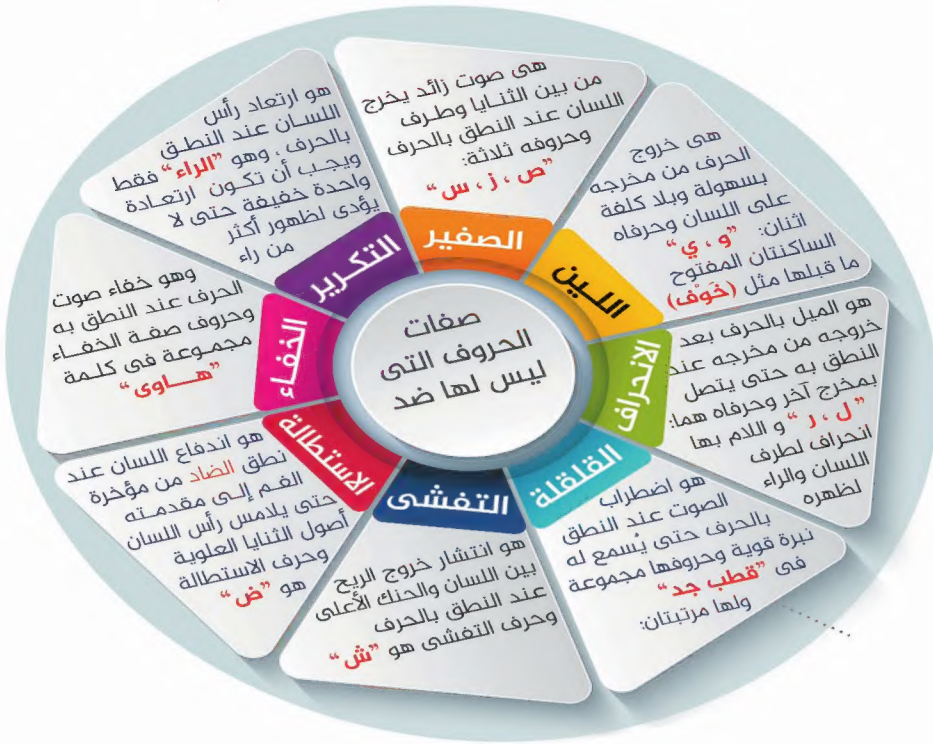 صفات
الحروف التى
ليس لها ضد
الصفير
هى صوت زائد يخرج
من بين الثنايا وطرف
اللسان عند النطق بالحرف
وحروفه ثلاثة:
”ص ، ز ، س“
اللـين
هى خروج
الحرف من مخرجه
بسهولة وبلا كلفة
على اللسان وحرفاه
اثنان: ”و ، ي“
الساكنتان المفتوح
ما قبلها مثل (خَوْف)
الانحراف
هو الميل بالحرف بعد
خروجه من مخرجه عند
النطق به حتى يتصل
بمخرج آخر وحرفاه هما:
”ل ، ر“ و اللام بها
انحراف لطرف
اللسان والراء
لظهره
القلقلة
هو اضطراب
الصوت عند النطق
بالحرف حتى يُسمع له
نبرة قوية وحروفها مجموعة
فى ”قطب جد“
ولها مرتبتان:
التفشى
هو انتشار خروج الريح
بين اللسان والحنك الأعلى
عند النطق بالحرف
وحرف التفشى هو ”ش“
الاستطالة
هو اندفاع اللسان عند
نطق الضاد من مؤخرة
الفم إلى مقدمته
حتى يلامس رأس اللسان
أصول الثنايا العلوية
وحرف الاستطالة
هو ”ض“
الخفاء
وهو خفاء صوت
الحرف عند النطق به
وحروف صفة الخفاء
مجموعة فى كلمة
”هـــاوى“
التكرير
هو ارتعاد رأس
اللسان عند النطق
بالحرف ، وهو ”الراء“ فقط
ويجب أن تكون ارتعادة
واحدة خفيفة حتى لا
يؤدى لظهور أكثر
من راء